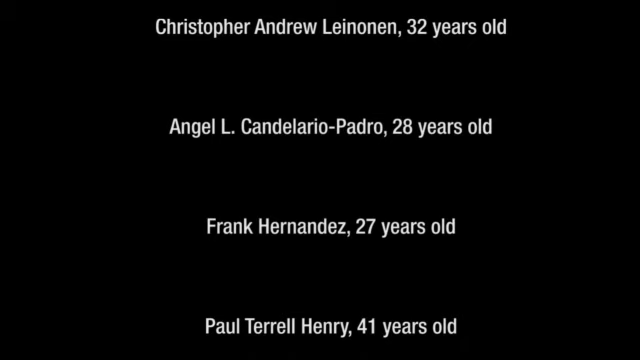 Christopher Andrew Leinonen, 32 years old
Angel L. Candelario-Padro, 28 years old
Frank Hernandez, 27 years old
Paul Terrell Henry, 41 years old